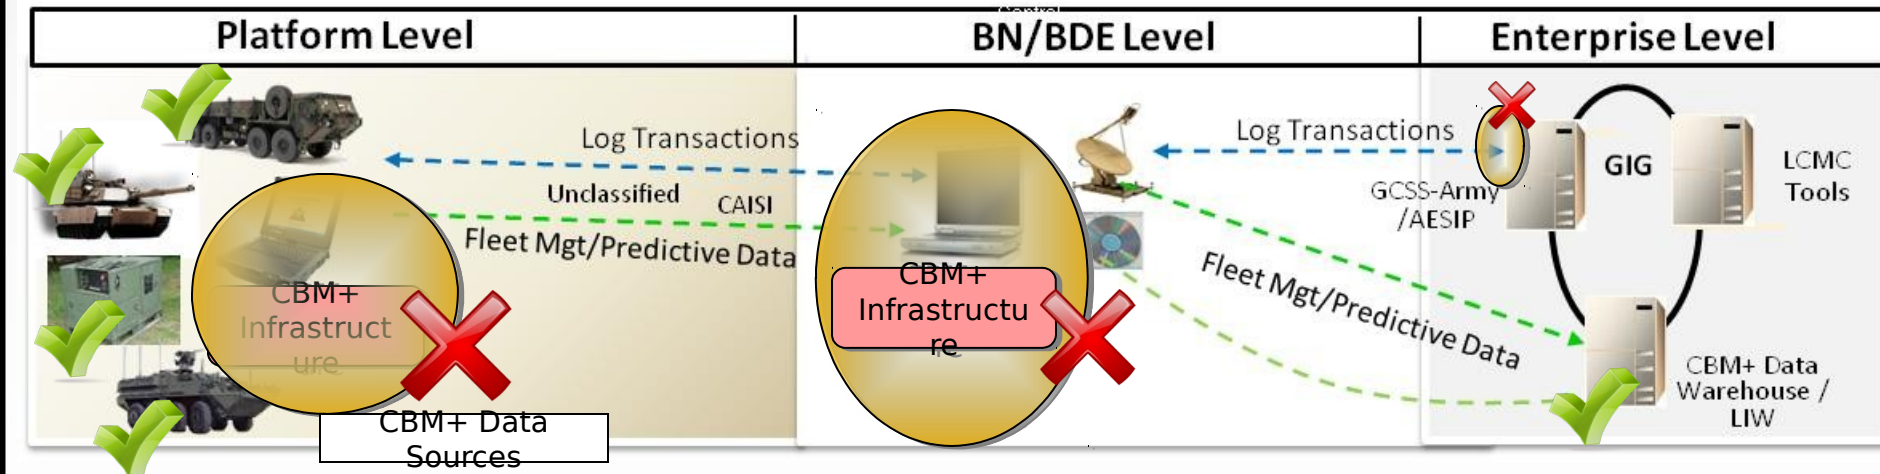 Control
Platform Level
BN/BDE Level
Enterprise Level
Log Transactions
Unclassified
CAISI
Fleet Mgt/Predictive Data
CBM+
Infrastruct
ure
CBM+ Data
Sources
CBM+
Infrastructu
re
Log Transactions
GCSS-Army
/AESIP
GIG
LCMC
Tools
Fleet Mgt/Predictive Data
CBM+ Data
Warehouse /
LIW